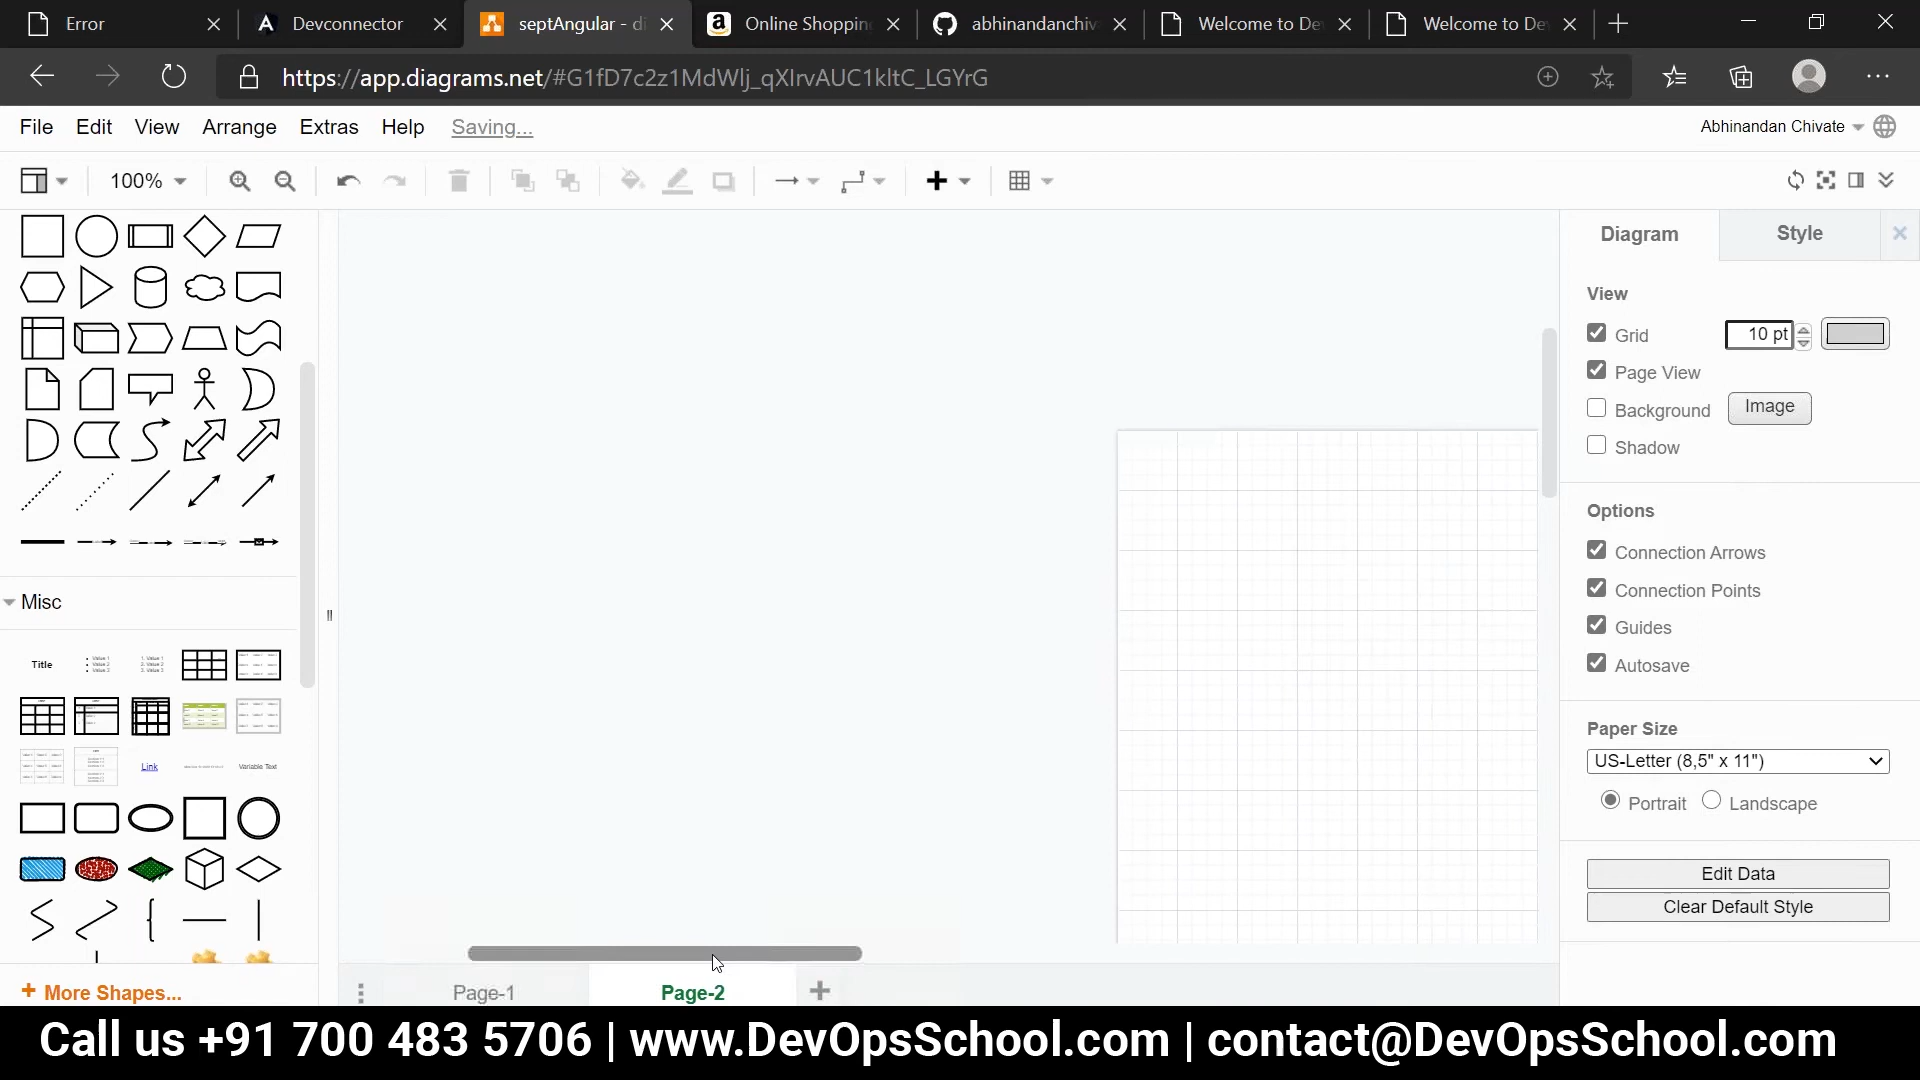 Error
Devconnector
septAngular - di
Online Shoppin
abhinandanchiv
Welcome to De
Welcome to De
https://app.diagrams.net/#G1fD7c2z1MdWlj_qXIrvAUC1kltC_LGYrG
File Edit View Arrange Extras Help Saving...
Abhinandan Chivate
100%
Diagram Style
View
Grid 10 pt
Page View
Background Image
Shadow
Options
Connection Arrows
Connection Points
Guides
Autosave
Paper Size
US-Letter (8,5" x 11")
Portrait Landscape
Edit Data
Clear Default Style
Misc
Title
Link
Variable Text
+ More Shapes...
Page-1 Page-2
Call us +91 700 483 5706 | www.DevOpsSchool.com | contact@DevOpsSchool.com